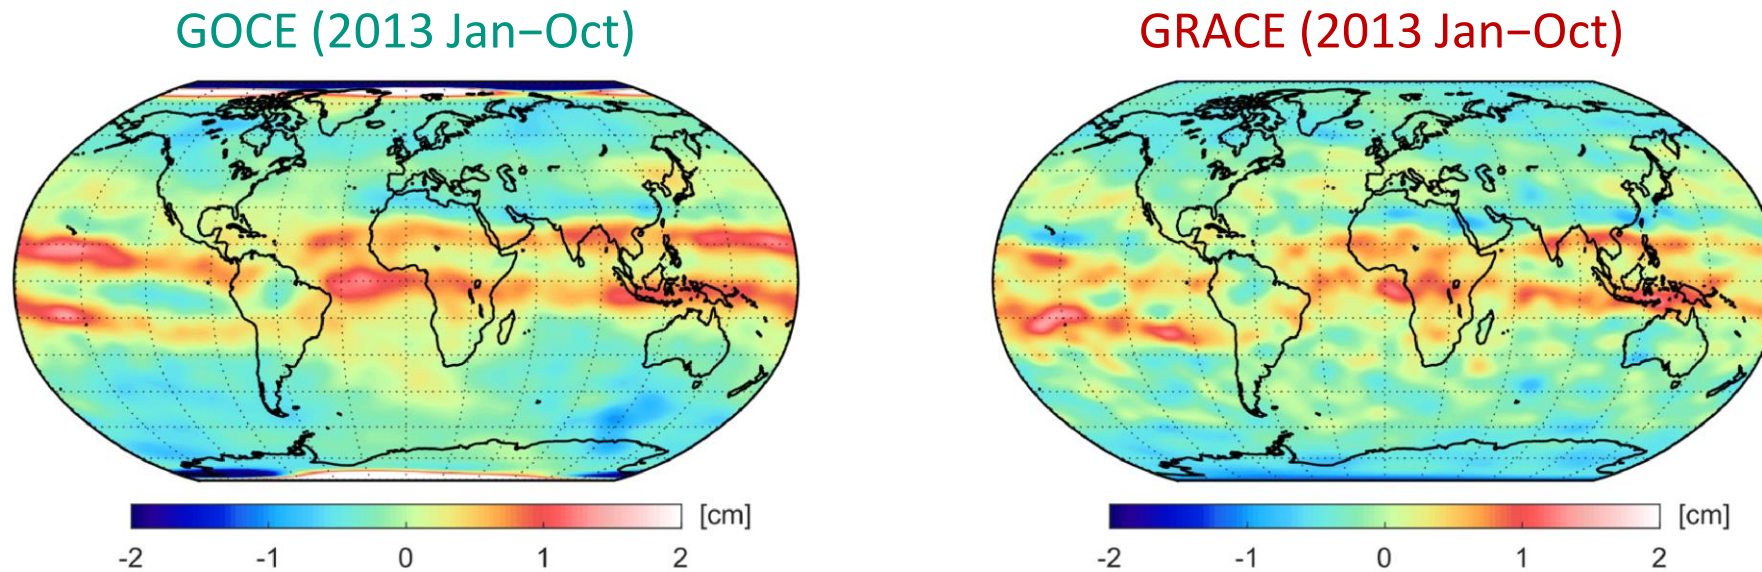 GOCE (2013 Jan–Oct)
GRACE (2013 Jan–Oct)
[cm]
-2 -1 0 1 2
[cm]
-2 -1 0 1 2